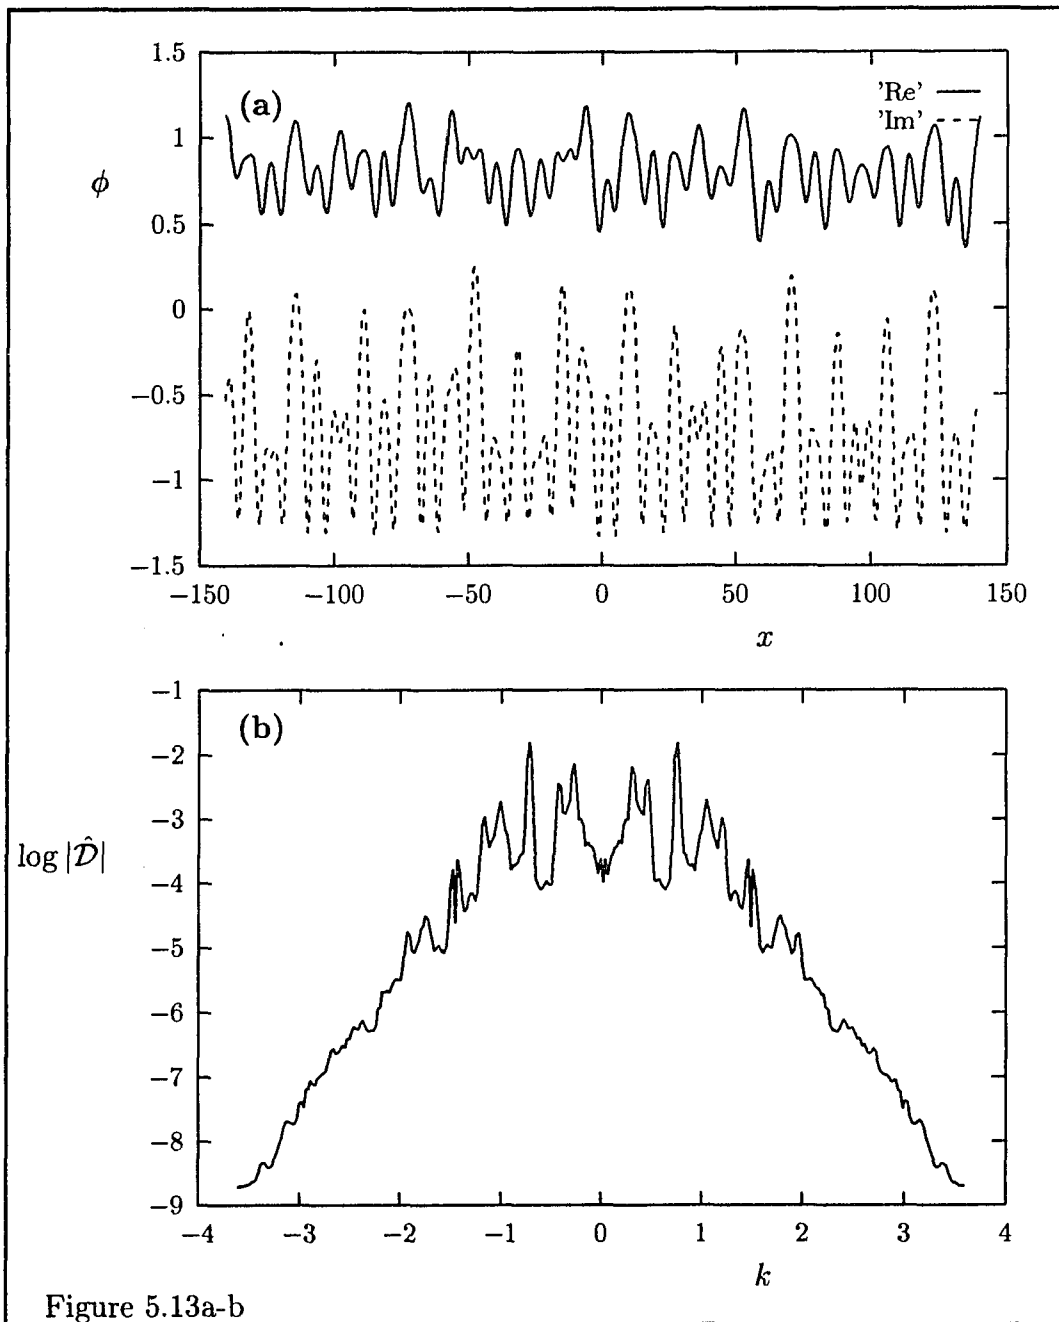 1.5
(a)
'Re'
'Im'
1
ϕ
0.5
0
−0.5
−1
−1.5
−150 −100 −50 0 50 100 150
x
−1
(b)
−2
−3
log |𝒟̂|
−4
−5
−6
−7
−8
−9
−4 −3 −2 −1 0 1 2 3 4
k
Figure 5.13a-b